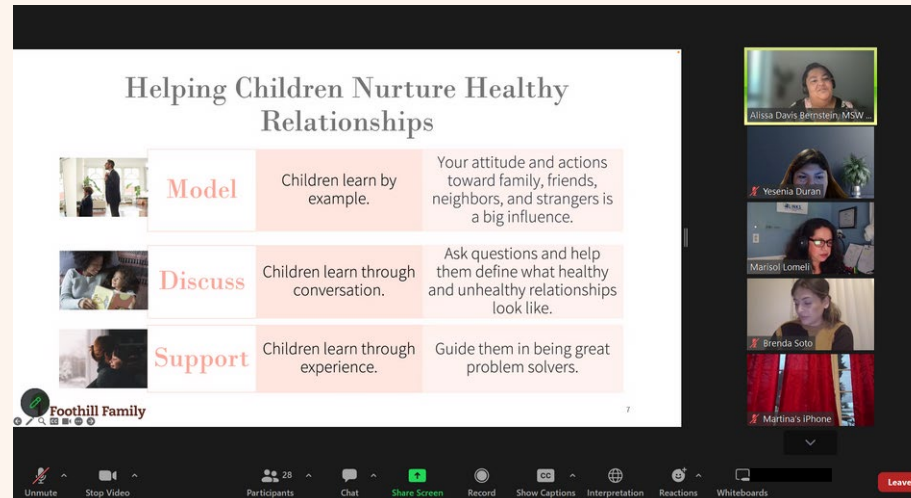 Helping Children Nurture Healthy
Relationships
Model
Children learn by
example.
Your attitude and actions
toward family, friends,
neighbors, and strangers is
a big influence.
Discuss
Children learn through
conversation.
Ask questions and help
them define what healthy
and unhealthy relationships
look like.
Support
Children learn through
experience.
Guide them in being great
problem solvers.
Foothill Family
7
Alissa Davis Bernstein, MSW ...
Yesenia Duran
Marisol Lomeli
Brenda Soto
Martina's iPhone
Unmute
Stop Video
28
Participants
Chat
Share Screen
Record
CC
Show Captions
Interpretation
Reactions
Whiteboards
Leave